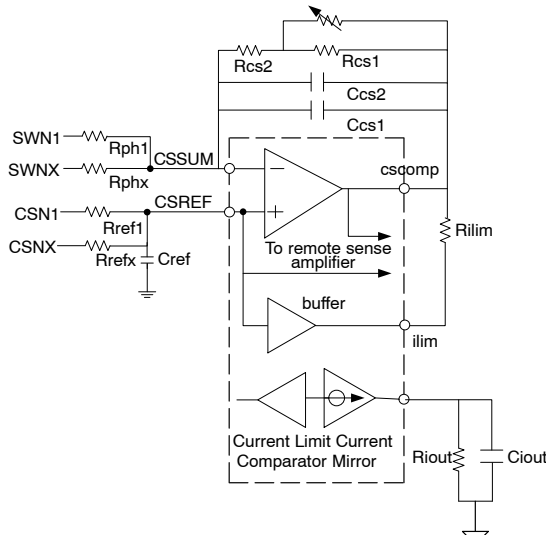 Rcs2
Rcs1
Ccs2
Ccs1
SWN1
Rph1
CSSUM
cscomp
SWNX
Rphx
CSN1
CSREF
Rref1
Rilim
CSNX
To remote sense
amplifier
Rrefx
Cref
buffer
ilim
Current Limit Current
Comparator Mirror
Riout
Ciout